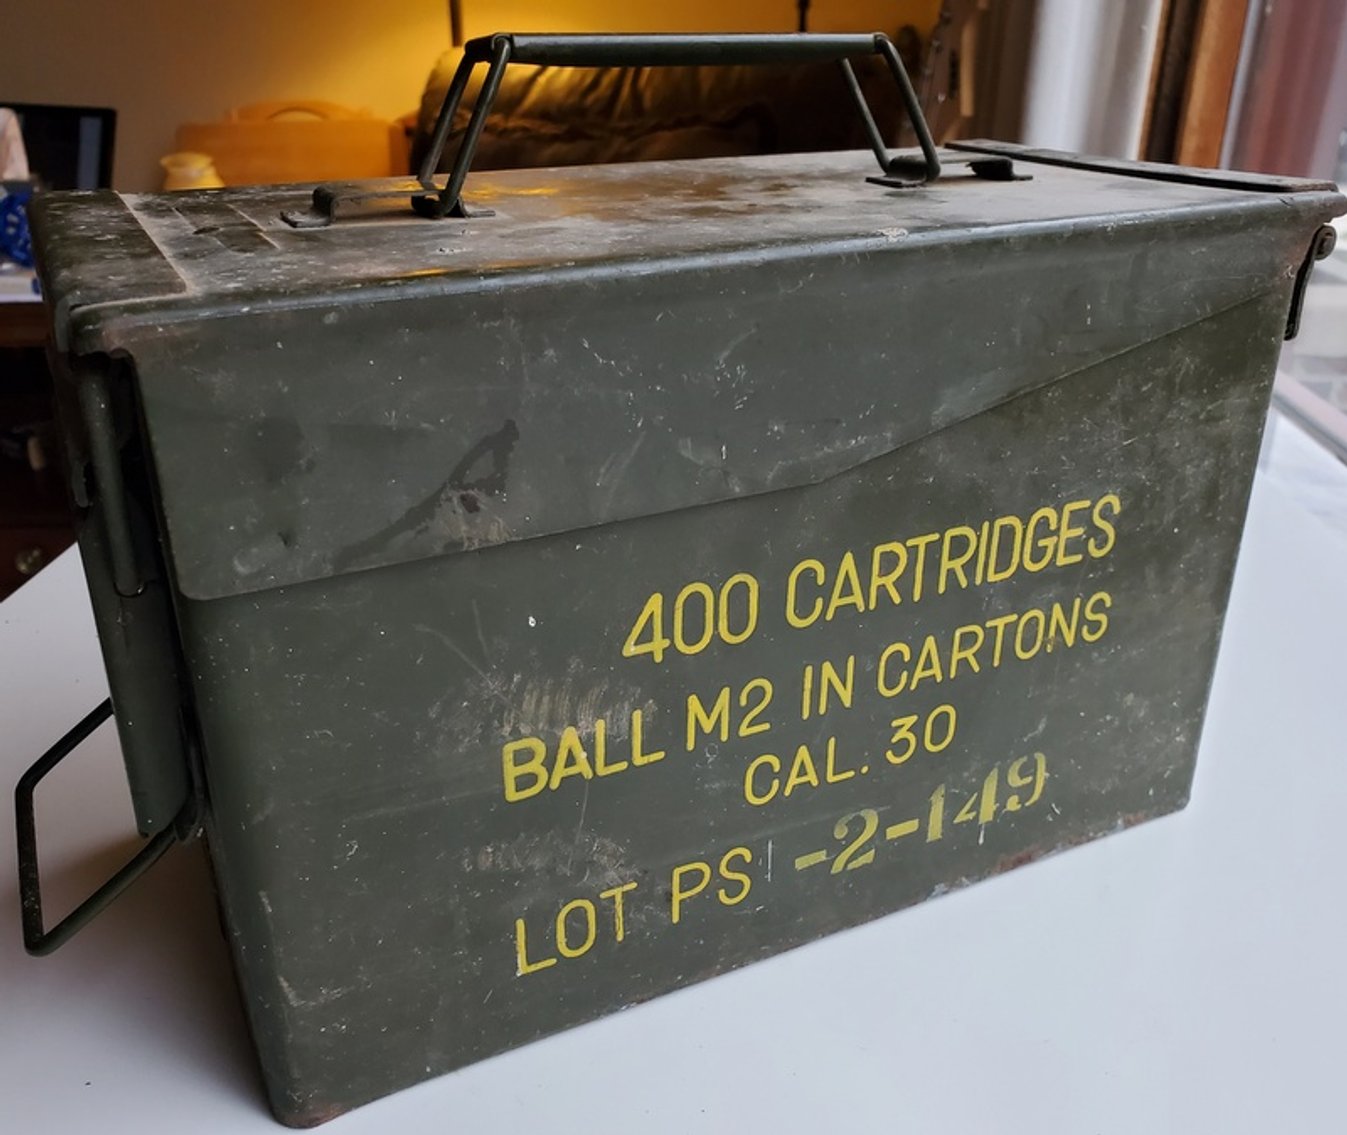 400 CARTRIDGES
BALL M2 IN CARTONS
CAL. 30
LOT PS -2-149